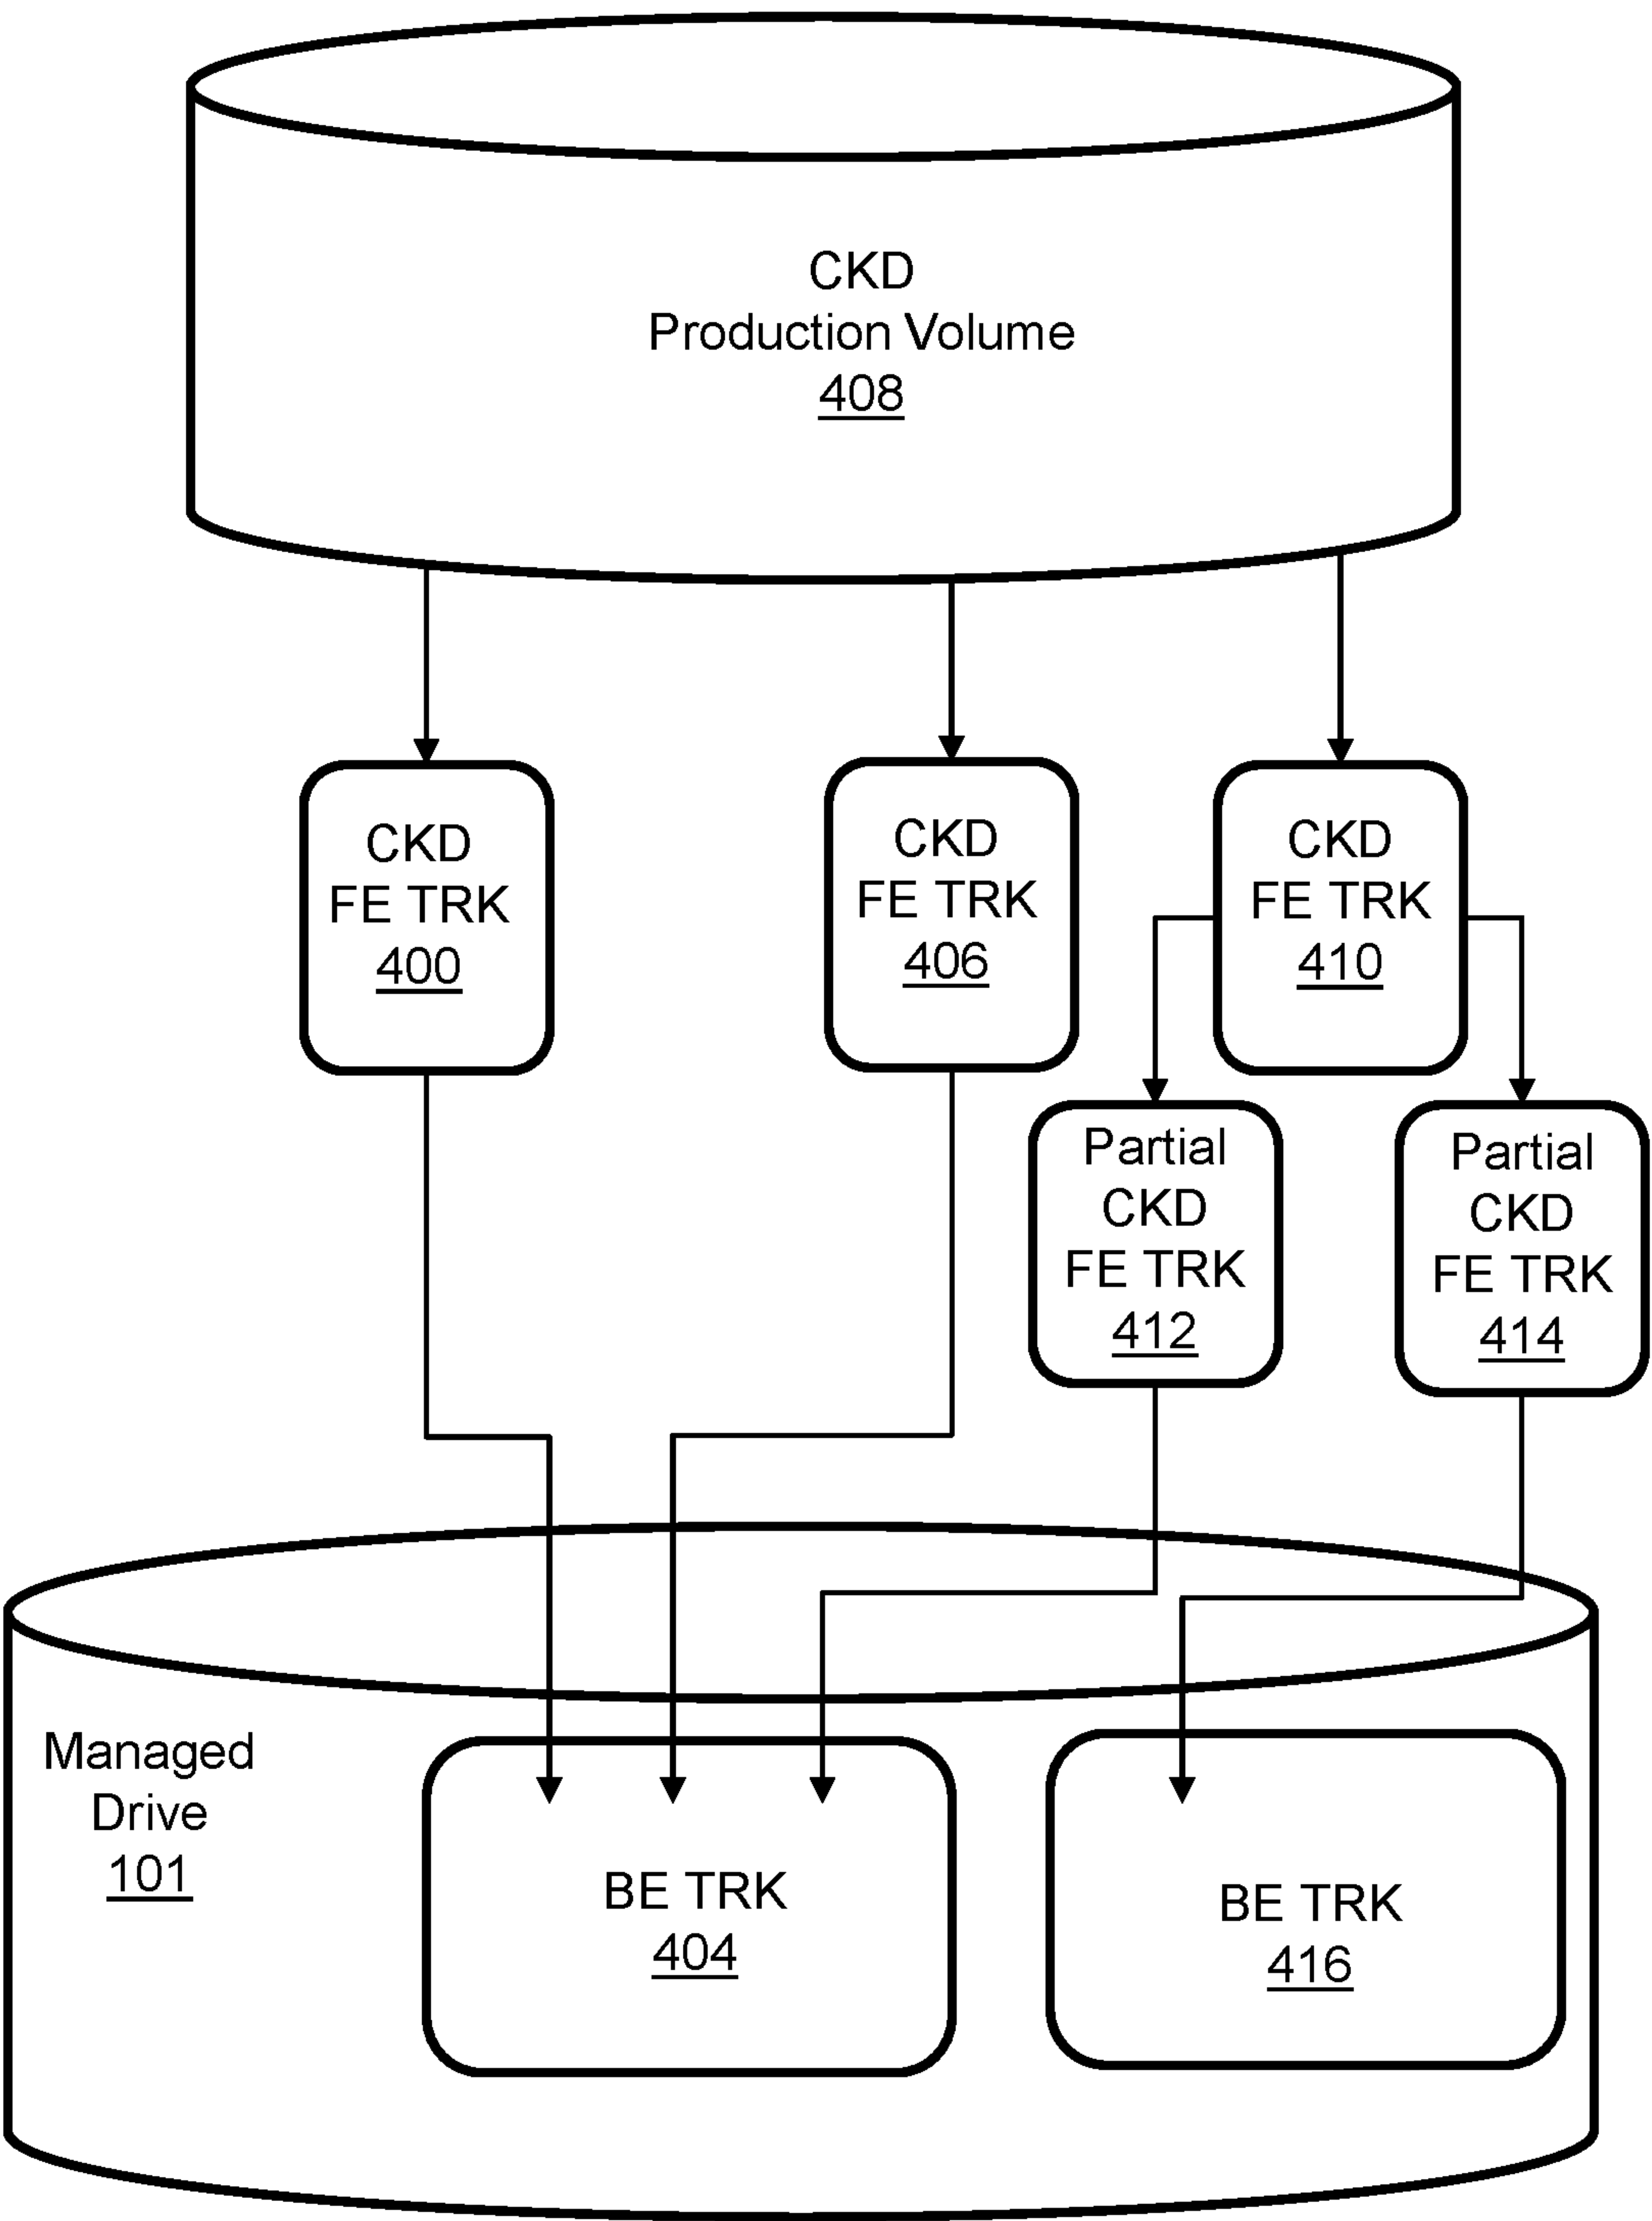 CKD
Production Volume
408
CKD
FE TRK
400
CKD
FE TRK
406
CKD
FE TRK
410
Partial
CKD
FE TRK
412
Partial
CKD
FE TRK
414
Managed
Drive
101
BE TRK
404
BE TRK
416